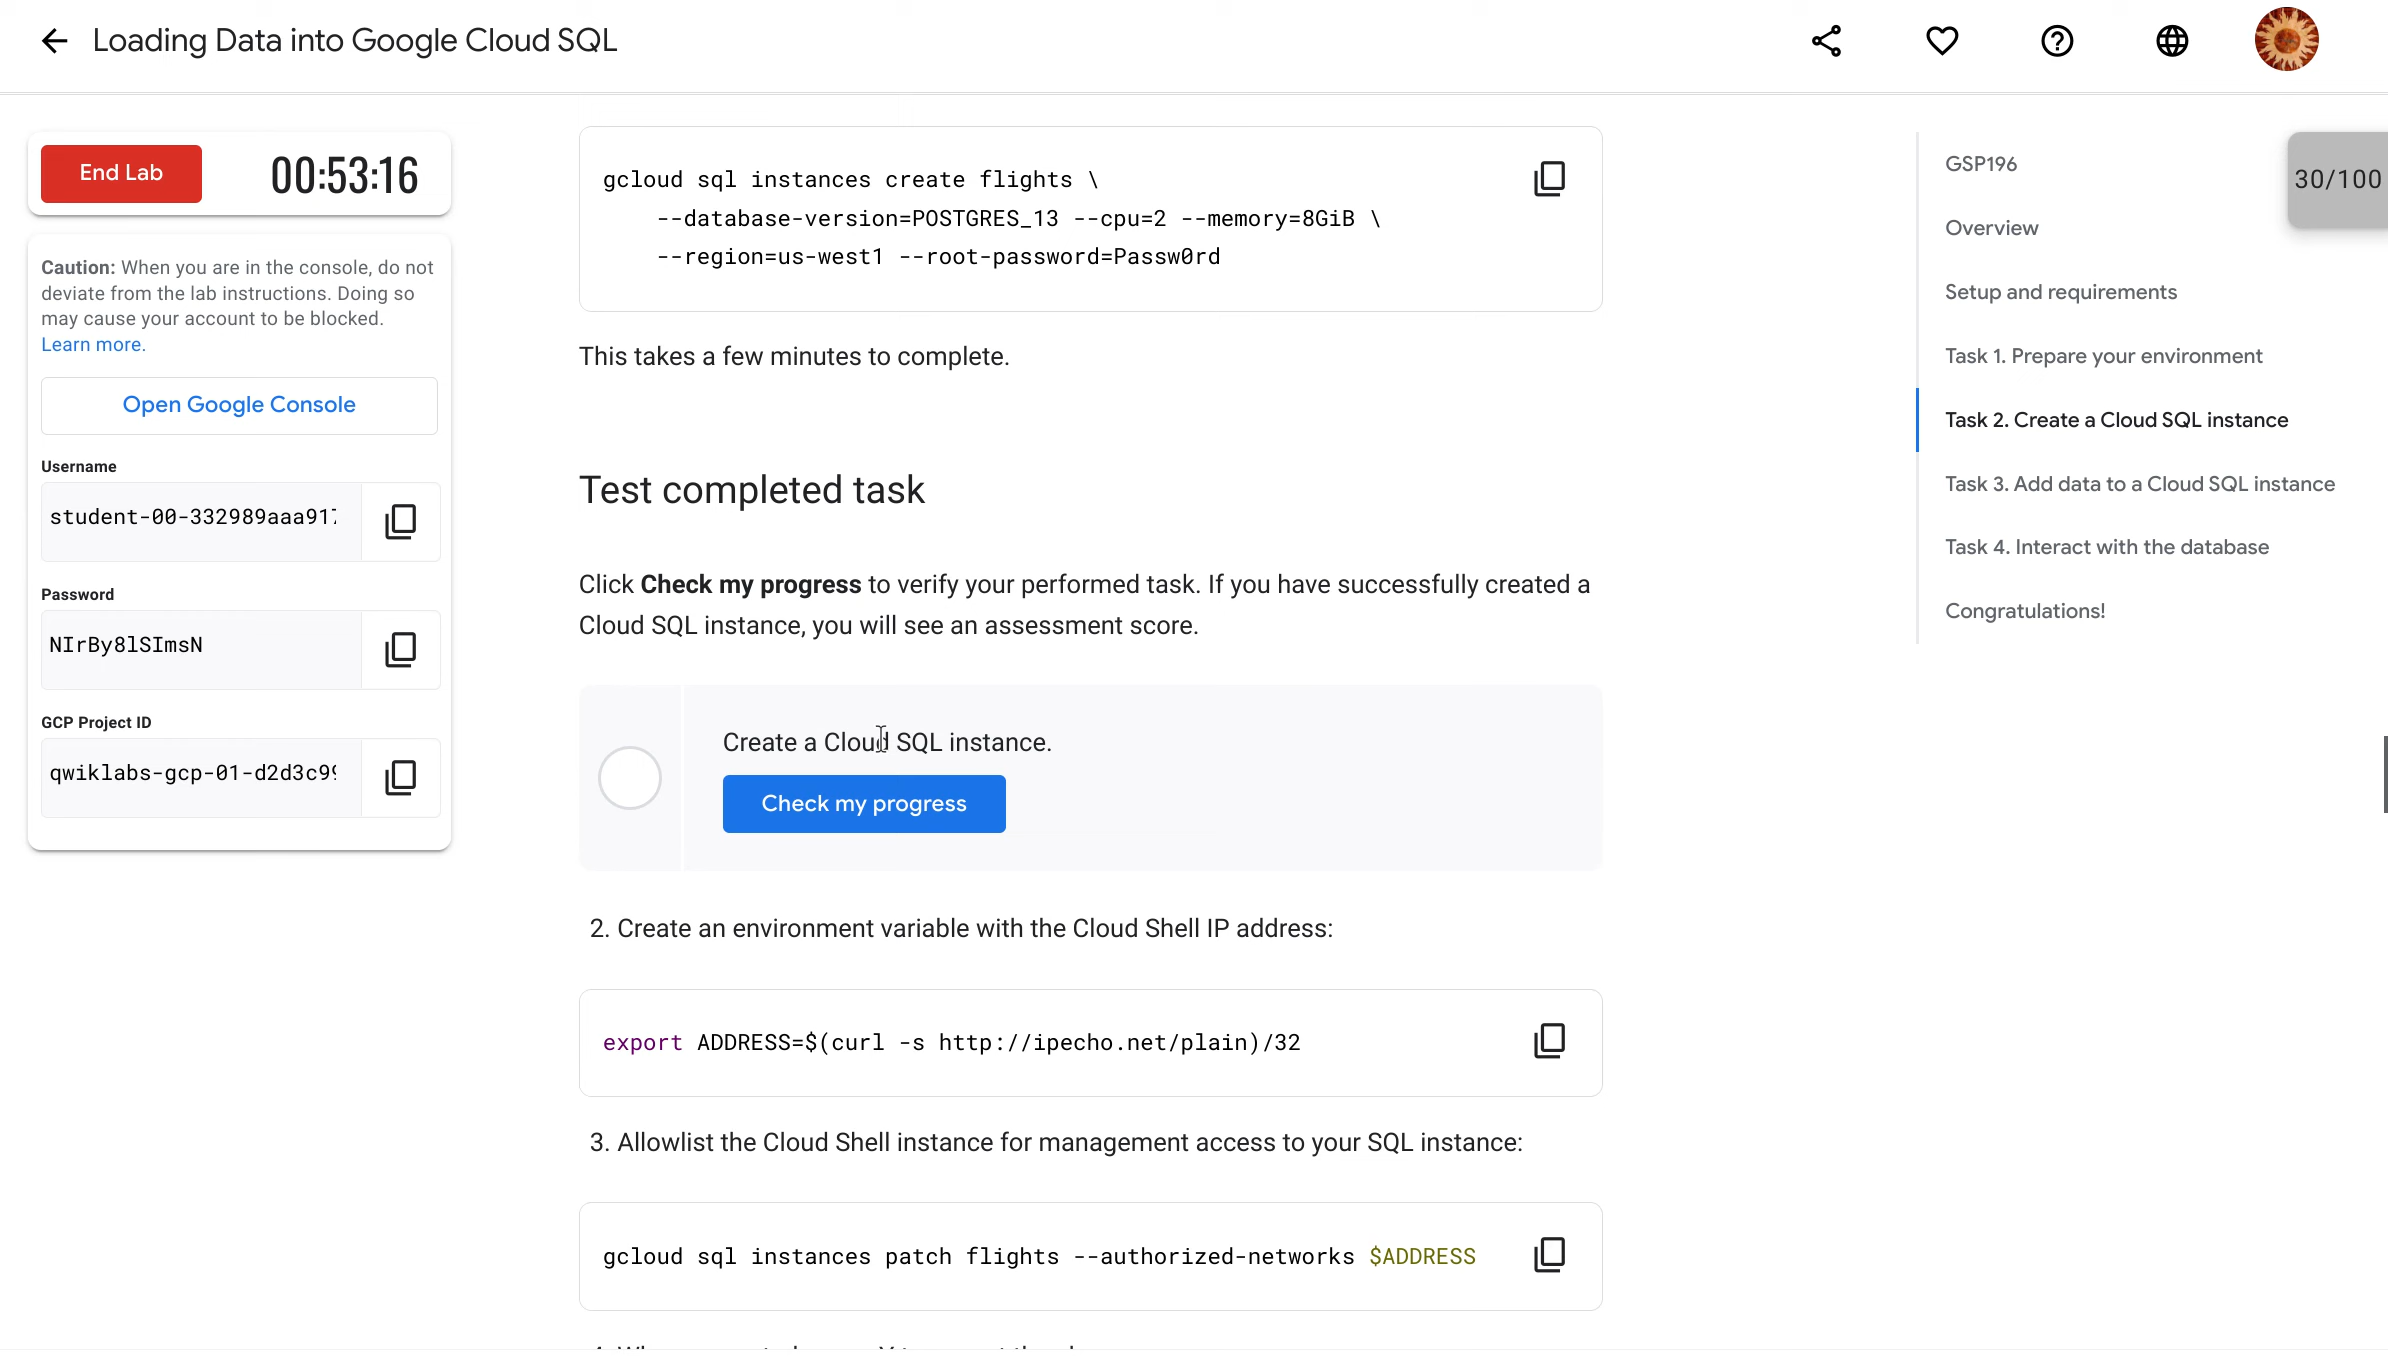 Loading Data into Google Cloud SQL
End Lab
00:53:16
Caution: When you are in the console, do not
deviate from the lab instructions. Doing so
may cause your account to be blocked.
Learn more.
Open Google Console
Username
student-00-332989aaa917
Password
NIrBy8lSImsN
GCP Project ID
qwiklabs-gcp-01-d2d3c99
gcloud sql instances create flights \
--database-version=POSTGRES_13 --cpu=2 --memory=8GiB \
--region=us-west1 --root-password=Passw0rd
This takes a few minutes to complete.
Test completed task
Click Check my progress to verify your performed task. If you have successfully created a
Cloud SQL instance, you will see an assessment score.
Create a Cloud SQL instance.
Check my progress
2. Create an environment variable with the Cloud Shell IP address:
export ADDRESS=$(curl -s http://ipecho.net/plain)/32
3. Allowlist the Cloud Shell instance for management access to your SQL instance:
gcloud sql instances patch flights --authorized-networks $ADDRESS
GSP196
Overview
Setup and requirements
Task 1. Prepare your environment
Task 2. Create a Cloud SQL instance
Task 3. Add data to a Cloud SQL instance
Task 4. Interact with the database
Congratulations!
30/100